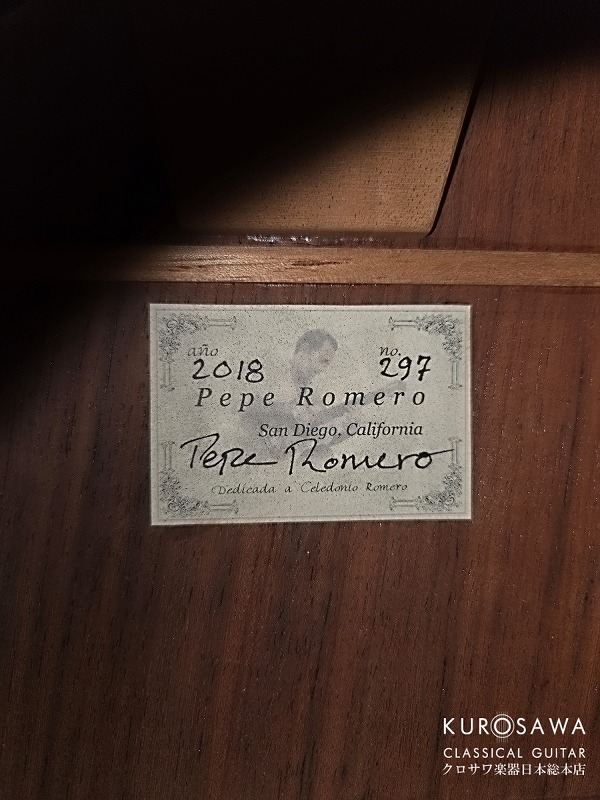 año no.
2018 297
Pepe Romero
San Diego, California
Pepe Romero
Dedicada a Celedonio Romero
KUROSAWA
CLASSICAL GUITAR
クロサワ楽器日本総本店